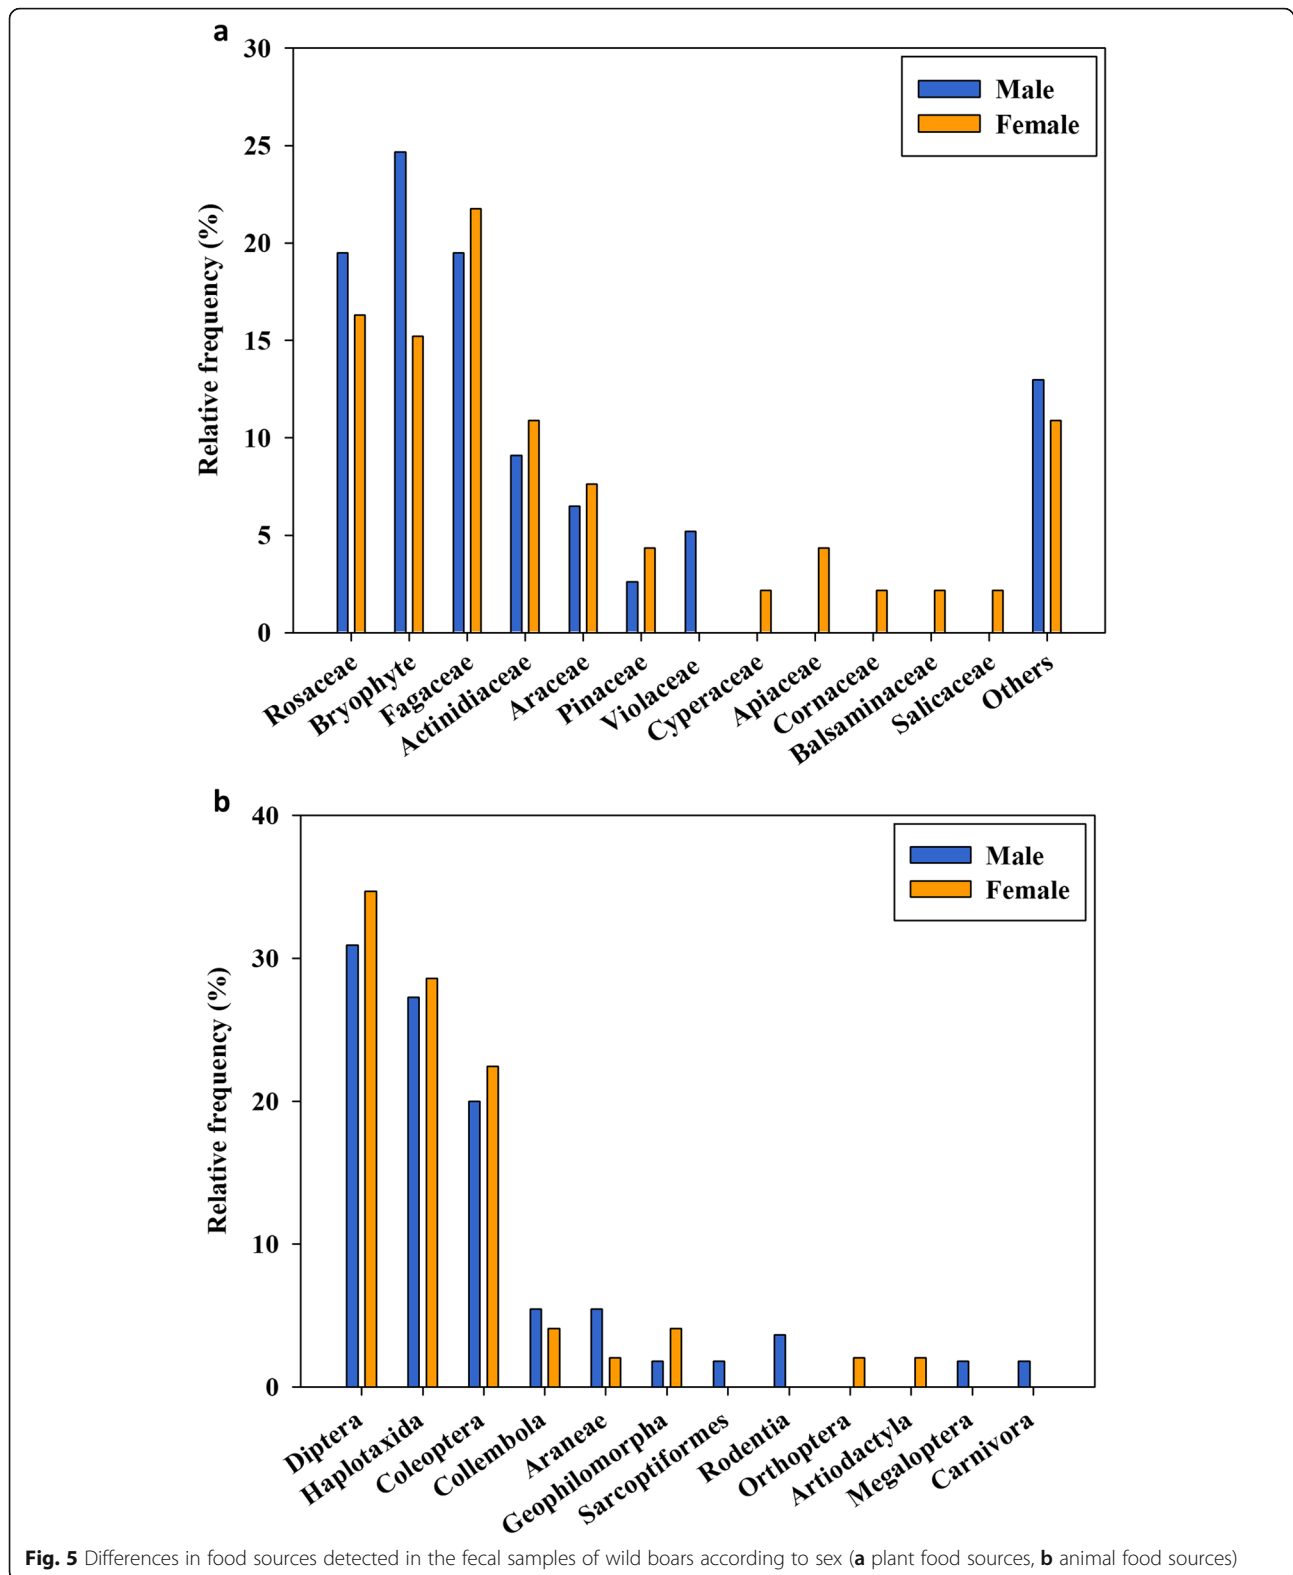 a
30
25
20
15
10
5
0
Relative frequency (%)
Male
Female
Rosaceae
Bryophyte
Fagaceae
Actinidiaceae
Araceae
Pinaceae
Violaceae
Cyperaceae
Apiaceae
Cornaceae
Balsaminaceae
Salicaceae
Others
b
40
30
20
10
0
Relative frequency (%)
Male
Female
Diptera
Haplotaxida
Coleoptera
Collembola
Araneae
Geophilomorpha
Sarcoptiformes
Rodentia
Orthoptera
Artiodactyla
Megaloptera
Carnivora
Fig. 5 Differences in food sources detected in the fecal samples of wild boars according to sex (a plant food sources, b animal food sources)